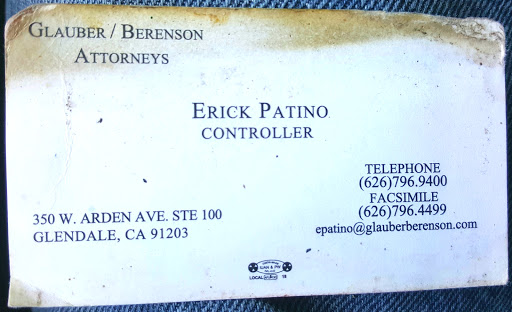 GLAUBER / BERENSON
ATTORNEYS
ERICK PATINO
CONTROLLER
TELEPHONE
(626)796.9400
FACSIMILE
(626)796.4499
epatino@glauberberenson.com
350 W. ARDEN AVE. STE 100
GLENDALE, CA 91203
LOCAL